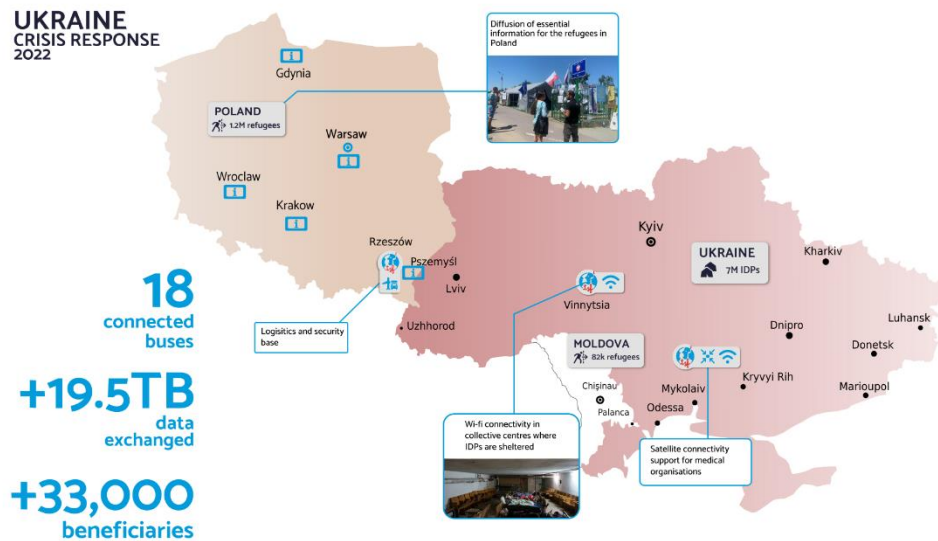 UKRAINE
CRISIS RESPONSE
2022
Diffusion of essential
information for the refugees in
Poland
Gdynia
POLAND
1.2M refugees
Warsaw
Wroclaw
Krakow
Rzeszów
Pszemyśl
Lviv
Uzhhorod
Logisitics and security
base
Kyiv
UKRAINE
7M IDPs
Kharkiv
Vinnytsia
Luhansk
Dnipro
Donetsk
MOLDOVA
82k refugees
Kryvyi Rih
Marioupol
Chişinau
Mykolaiv
Palanca
Odessa
Wi-fi connectivity in
collective centres where
IDPs are sheltered
Satellite connectivity
support for medical
organisations
18
connected
buses
+19.5TB
data
exchanged
+33,000
beneficiaries